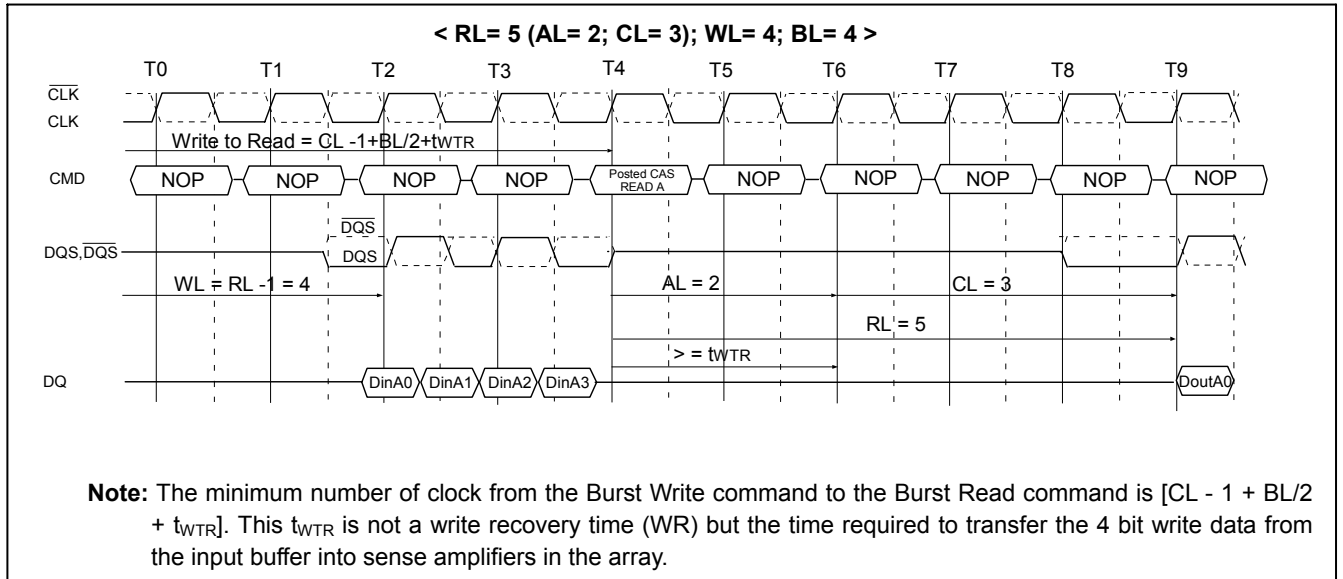 < RL= 5 (AL= 2; CL= 3); WL= 4; BL= 4 >
T0 T1 T2 T3 T4 T5 T6 T7 T8 T9
CLK
CLK
Write to Read = CL -1+BL/2+tWTR
CMD NOP NOP NOP NOP Posted CAS READ A NOP NOP NOP NOP NOP
DQS
DQS,DQS DQS
WL = RL -1 = 4 AL = 2 CL = 3
RL = 5
> = tWTR
DQ DinA0 DinA1 DinA2 DinA3 DoutA0
Note: The minimum number of clock from the Burst Write command to the Burst Read command is [CL - 1 + BL/2
+ tWTR]. This tWTR is not a write recovery time (WR) but the time required to transfer the 4 bit write data from
the input buffer into sense amplifiers in the array.